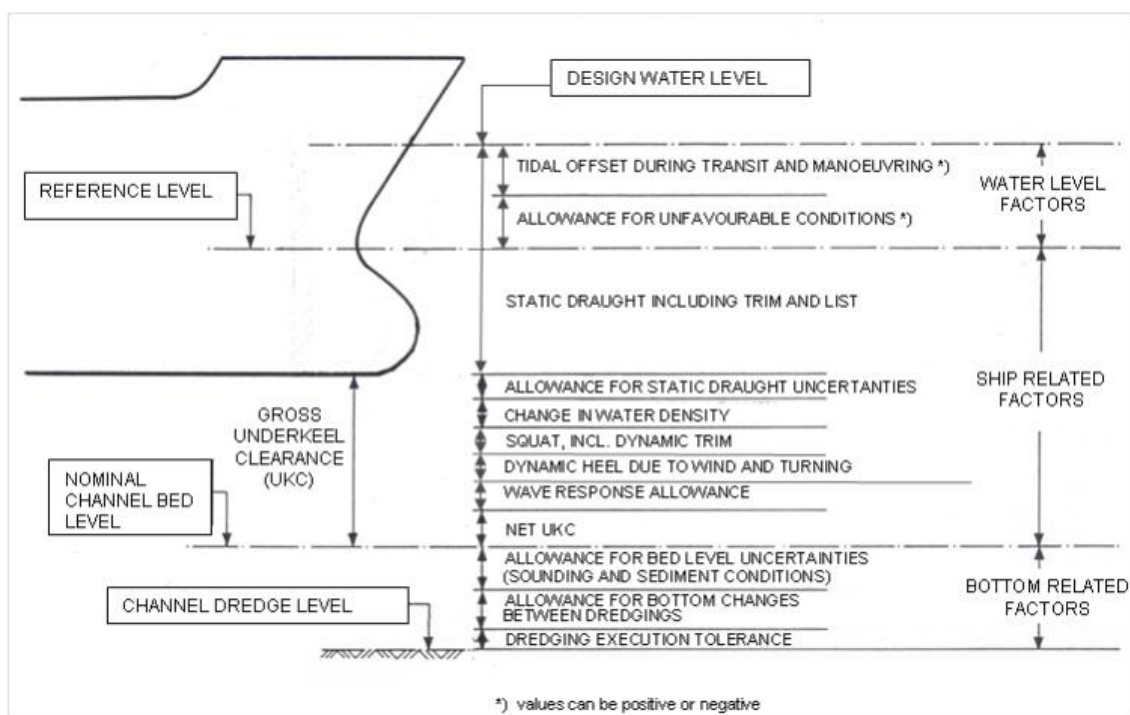 DESIGN WATER LEVEL
TIDAL OFFSET DURING TRANSIT AND MANOEUVRING *)
REFERENCE LEVEL
WATER LEVEL
FACTORS
ALLOWANCE FOR UNFAVOURABLE CONDITIONS *)
STATIC DRAUGHT INCLUDING TRIM AND LIST
SHIP RELATED
FACTORS
ALLOWANCE FOR STATIC DRAUGHT UNCERTANTIES
CHANGE IN WATER DENSITY
SQUAT, INCL. DYNAMIC TRIM
DYNAMIC HEEL DUE TO WIND AND TURNING
WAVE RESPONSE ALLOWANCE
NET UKC
GROSS
UNDERKEEL
CLEARANCE
(UKC)
NOMINAL
CHANNEL BED
LEVEL
ALLOWANCE FOR BED LEVEL UNCERTAINTIES
(SOUNDING AND SEDIMENT CONDITIONS)
ALLOWANCE FOR BOTTOM CHANGES
BETWEEN DREDGINGS
DREDGING EXECUTION TOLERANCE
BOTTOM RELATED
FACTORS
CHANNEL DREDGE LEVEL
*) values can be positive or negative